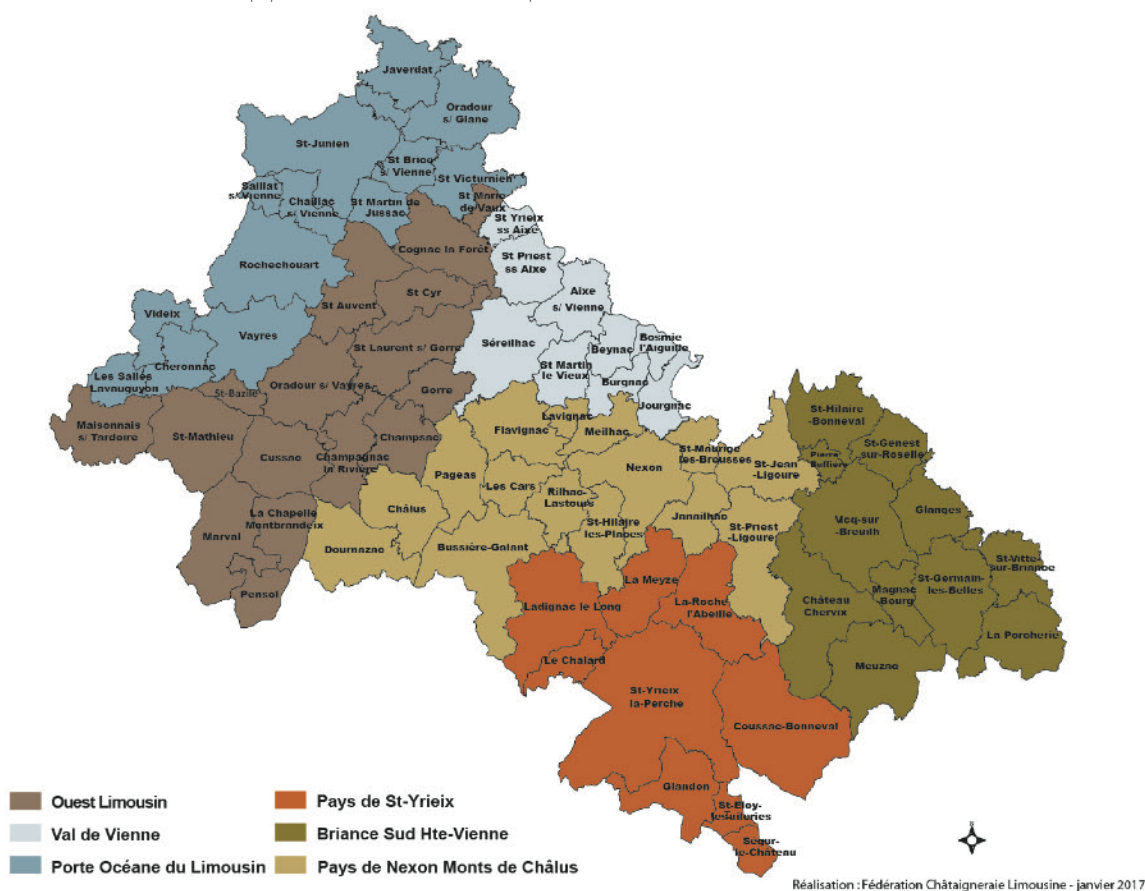 Javerdat
Oradour
s/ Glane
St-Junien
St Brice
s/ Vienne
St Victurnien
Saillat
s/ Vienne
Chaillac
s/ Vienne
St Martin de
Jussac
St Marie
de Vaux
St Yrieix
ss Aixe
Cognac la Forêt
St Priest
ss Aixe
Rochechouart
Aixe
s/ Vienne
St Cyr
St Auvent
Videix
Vayres
Séreilhac
Beynac
Bosmie
l'Aiguille
St Laurent s/ Gorre
Cheronnac
St Martin
le Vieux
Les Salles
Lavauguyon
Oradour s/ Vayres
Gorre
Burgnac
St-Bazile
Jourgnac
Maisonnais
s/ Tardoire
St-Mathieu
Champsac
Flavignac
Lavignac
Meilhac
St-Hilaire
-Bonneval
Cussac
Champagnac
la Rivière
St-Maurice
les-Brousses
St-Genest
sur-Roselle
Pierre
Buffière
Pageas
Nexon
St-Jean
-Ligoure
Les Cars
Rilhac-
Lastours
Châlus
La Chapelle
Montbrandeix
Marval
St-Hilaire
les-Places
Janailhac
St-Priest
-Ligoure
Vicq-sur
-Breuilh
Glanges
Dournazac
Bussière-Galant
St-Vitte
-sur-Briance
La Meyze
St-Germain
-les-Belles
Pensol
Magnac
Bourg
Château
Chervix
Ladignac le Long
La-Roche
l'Abeille
La Porcherie
Le Chalard
Meuzac
St-Yrieix
la-Perche
Coussac-Bonneval
Glandon
St-Eloy-
les-tuileries
Ségur-
le-Château
Ouest Limousin
Val de Vienne
Porte Océane du Limousin
Pays de St-Yrieix
Briance Sud Hte-Vienne
Pays de Nexon Monts de Châlus
Réalisation : Fédération Châtaigneraie Limousine - janvier 2017